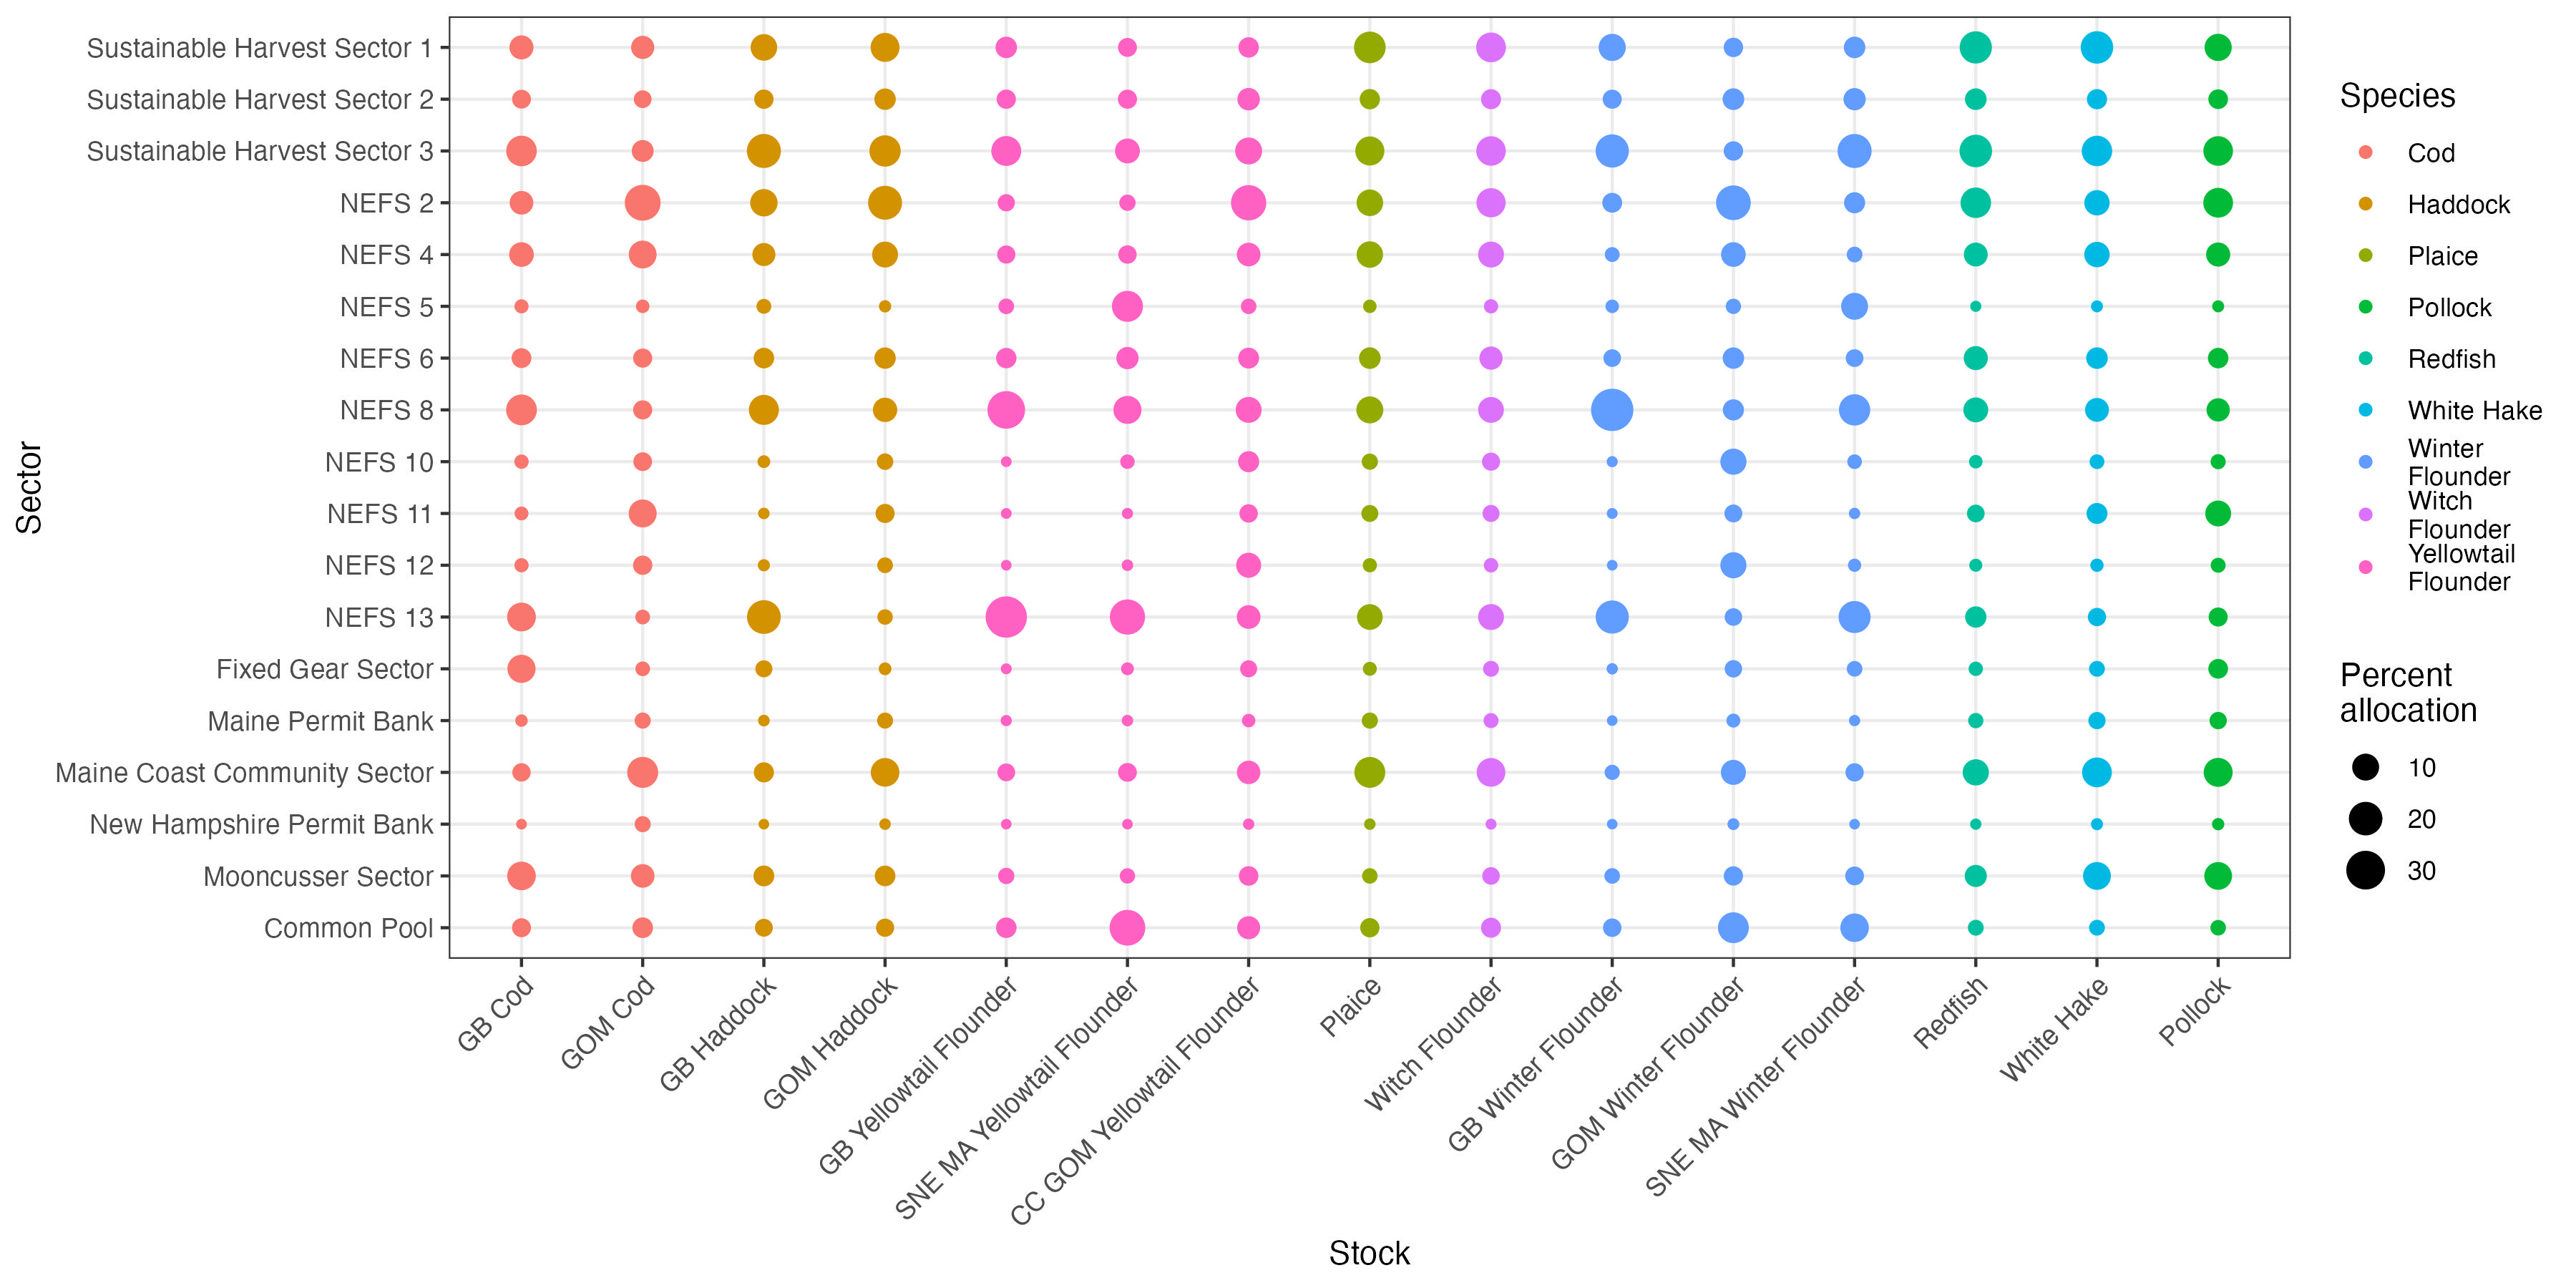 Sector
Sustainable Harvest Sector 1
Sustainable Harvest Sector 2
Sustainable Harvest Sector 3
NEFS 2
NEFS 4
NEFS 5
NEFS 6
NEFS 8
NEFS 10
NEFS 11
NEFS 12
NEFS 13
Fixed Gear Sector
Maine Permit Bank
Maine Coast Community Sector
New Hampshire Permit Bank
Mooncusser Sector
Common Pool
GB Cod
GOM Cod
GB Haddock
GOM Haddock
GB Yellowtail Flounder
SNE MA Yellowtail Flounder
CC GOM Yellowtail Flounder
Plaice
Witch Flounder
GB Winter Flounder
GOM Winter Flounder
SNE MA Winter Flounder
Redfish
White Hake
Pollock
Stock
Species
Cod
Haddock
Plaice
Pollock
Redfish
White Hake
Winter
Flounder
Witch
Flounder
Yellowtail
Flounder
Percent
allocation
10
20
30